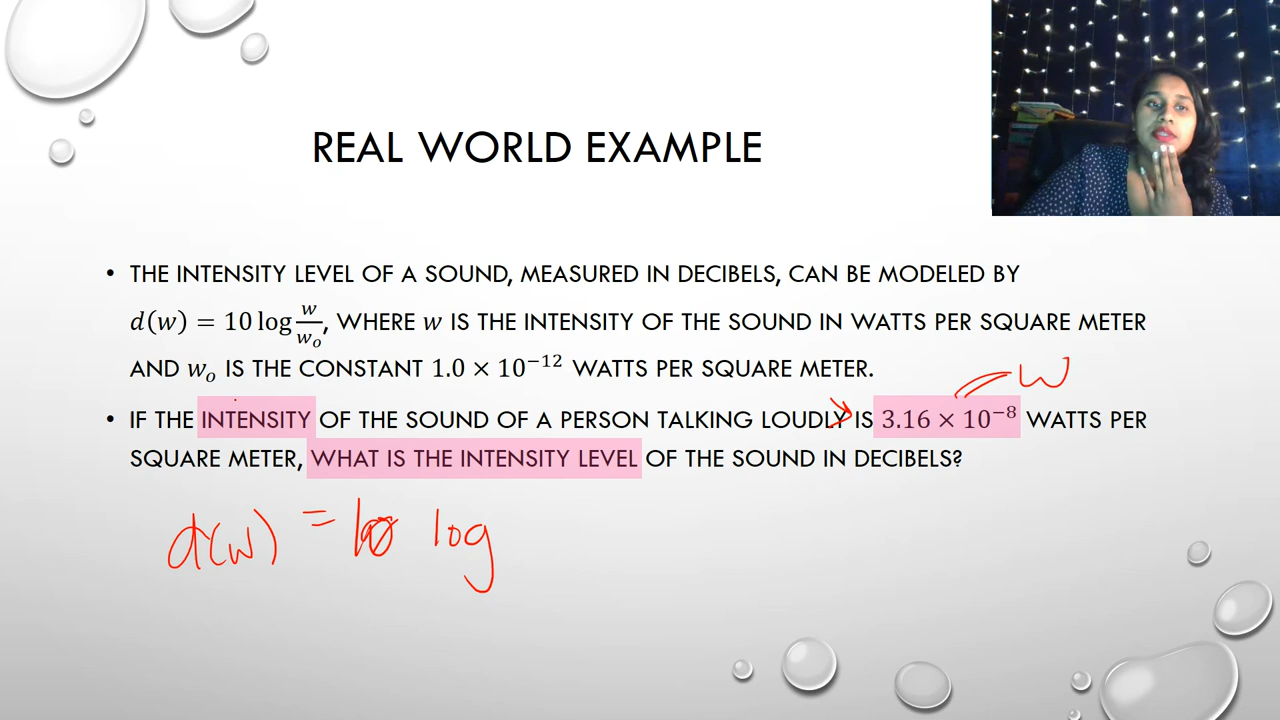 REAL WORLD EXAMPLE
• THE INTENSITY LEVEL OF A SOUND, MEASURED IN DECIBELS, CAN BE MODELED BY
d(w) = 10 log w/wₒ, WHERE w IS THE INTENSITY OF THE SOUND IN WATTS PER SQUARE METER
AND wₒ IS THE CONSTANT 1.0 × 10⁻¹² WATTS PER SQUARE METER.
W
• IF THE INTENSITY OF THE SOUND OF A PERSON TALKING LOUDLY IS 3.16 × 10⁻⁸ WATTS PER
SQUARE METER, WHAT IS THE INTENSITY LEVEL OF THE SOUND IN DECIBELS?
d(w) = 10 log